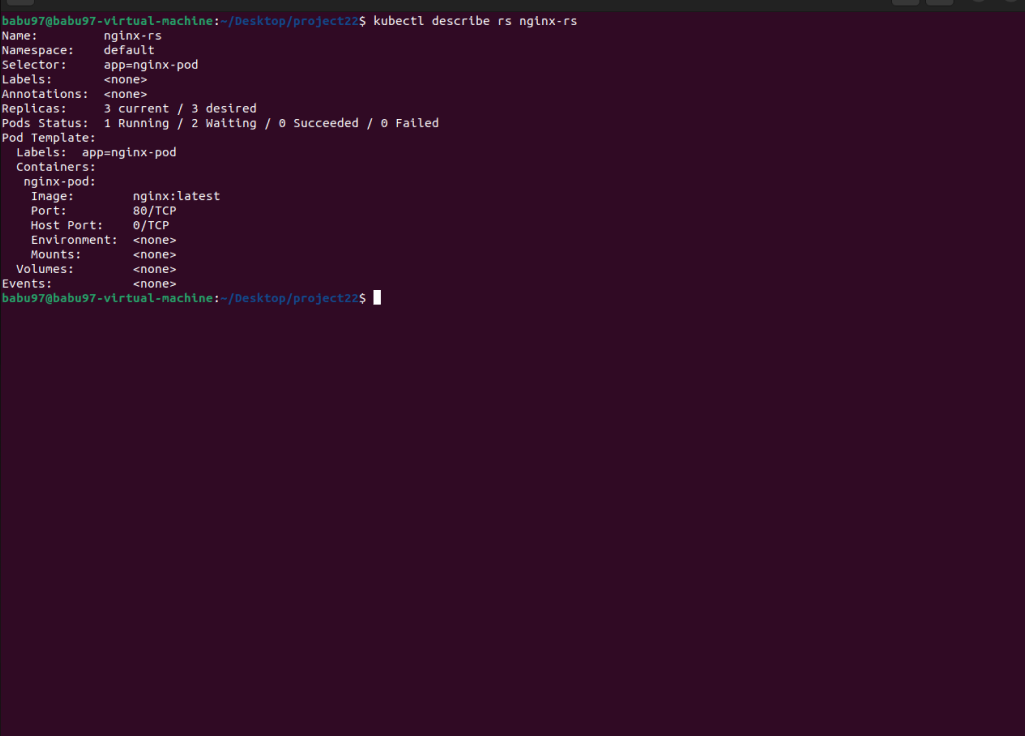 babu97@babu97-virtual-machine:~/Desktop/project22$ kubectl describe rs nginx-rs
Name:         nginx-rs
Namespace:    default
Selector:     app=nginx-pod
Labels:       <none>
Annotations:  <none>
Replicas:     3 current / 3 desired
Pods Status:  1 Running / 2 Waiting / 0 Succeeded / 0 Failed
Pod Template:
  Labels:  app=nginx-pod
  Containers:
   nginx-pod:
    Image:        nginx:latest
    Port:         80/TCP
    Host Port:    0/TCP
    Environment:  <none>
    Mounts:       <none>
  Volumes:        <none>
Events:           <none>
babu97@babu97-virtual-machine:~/Desktop/project22$